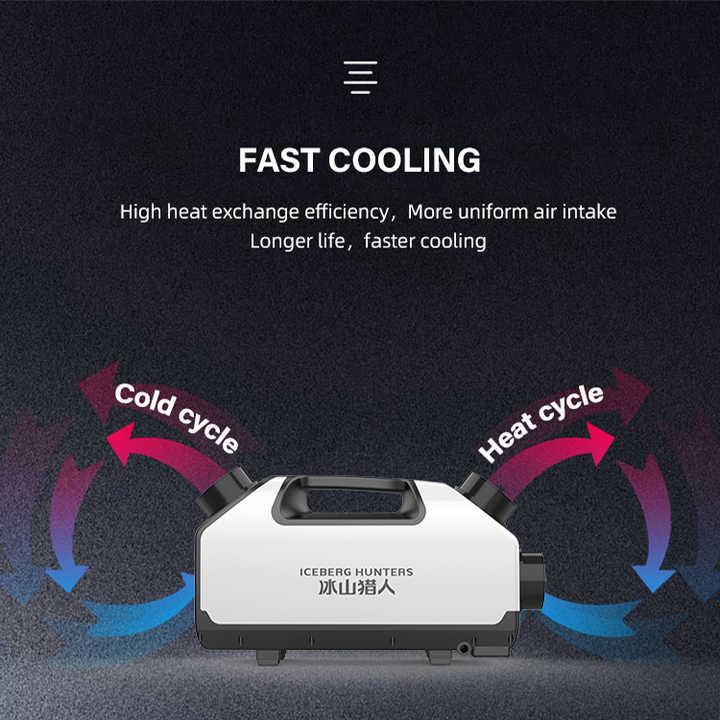 FAST COOLING
High heat exchange efficiency，More uniform air intake
Longer life，faster cooling
Cold cycle
Heat cycle
ICEBERG HUNTERS
冰山猎人